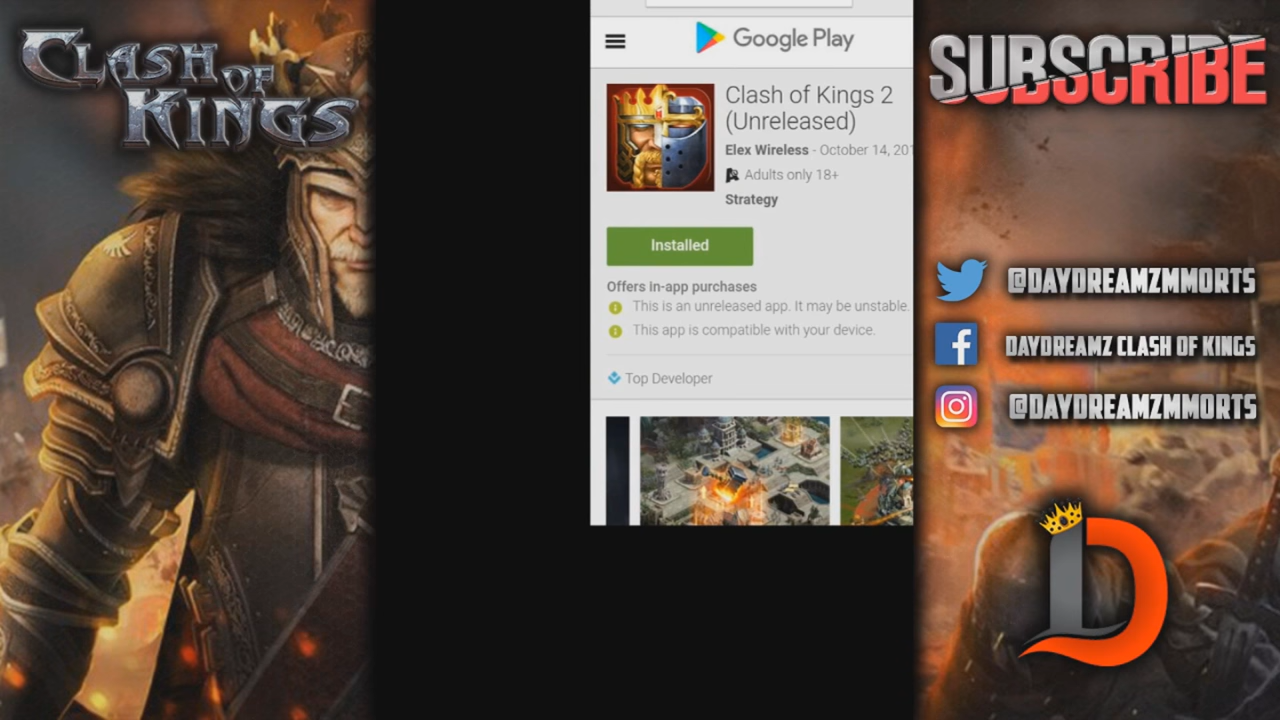 CLASH OF
KINGS
Google Play
Clash of Kings 2
(Unreleased)
Elex Wireless - October 14, 201
Adults only 18+
Strategy
Installed
Offers in-app purchases
This is an unreleased app. It may be unstable.
This app is compatible with your device.
Top Developer
SUBSCRIBE
@DAYDREAMZMMORTS
DAYDREAMZ CLASH OF KINGS
@DAYDREAMZMMORTS